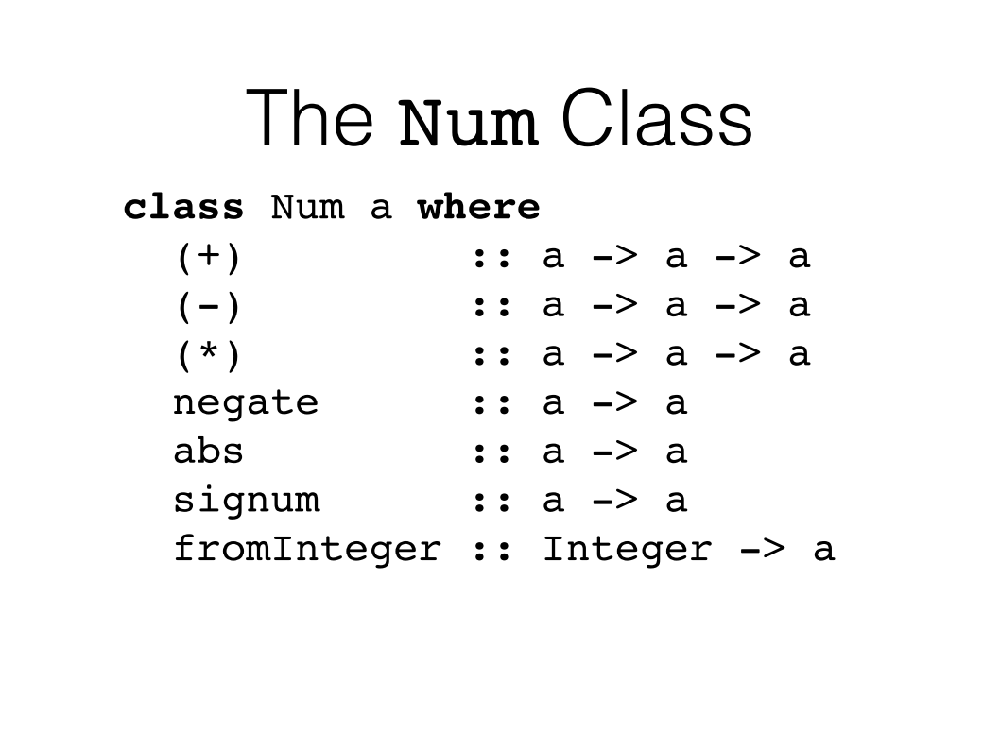 The Num Class
class Num a where
  (+)         :: a -> a -> a
  (-)         :: a -> a -> a
  (*)         :: a -> a -> a
  negate      :: a -> a
  abs         :: a -> a
  signum      :: a -> a
  fromInteger :: Integer -> a